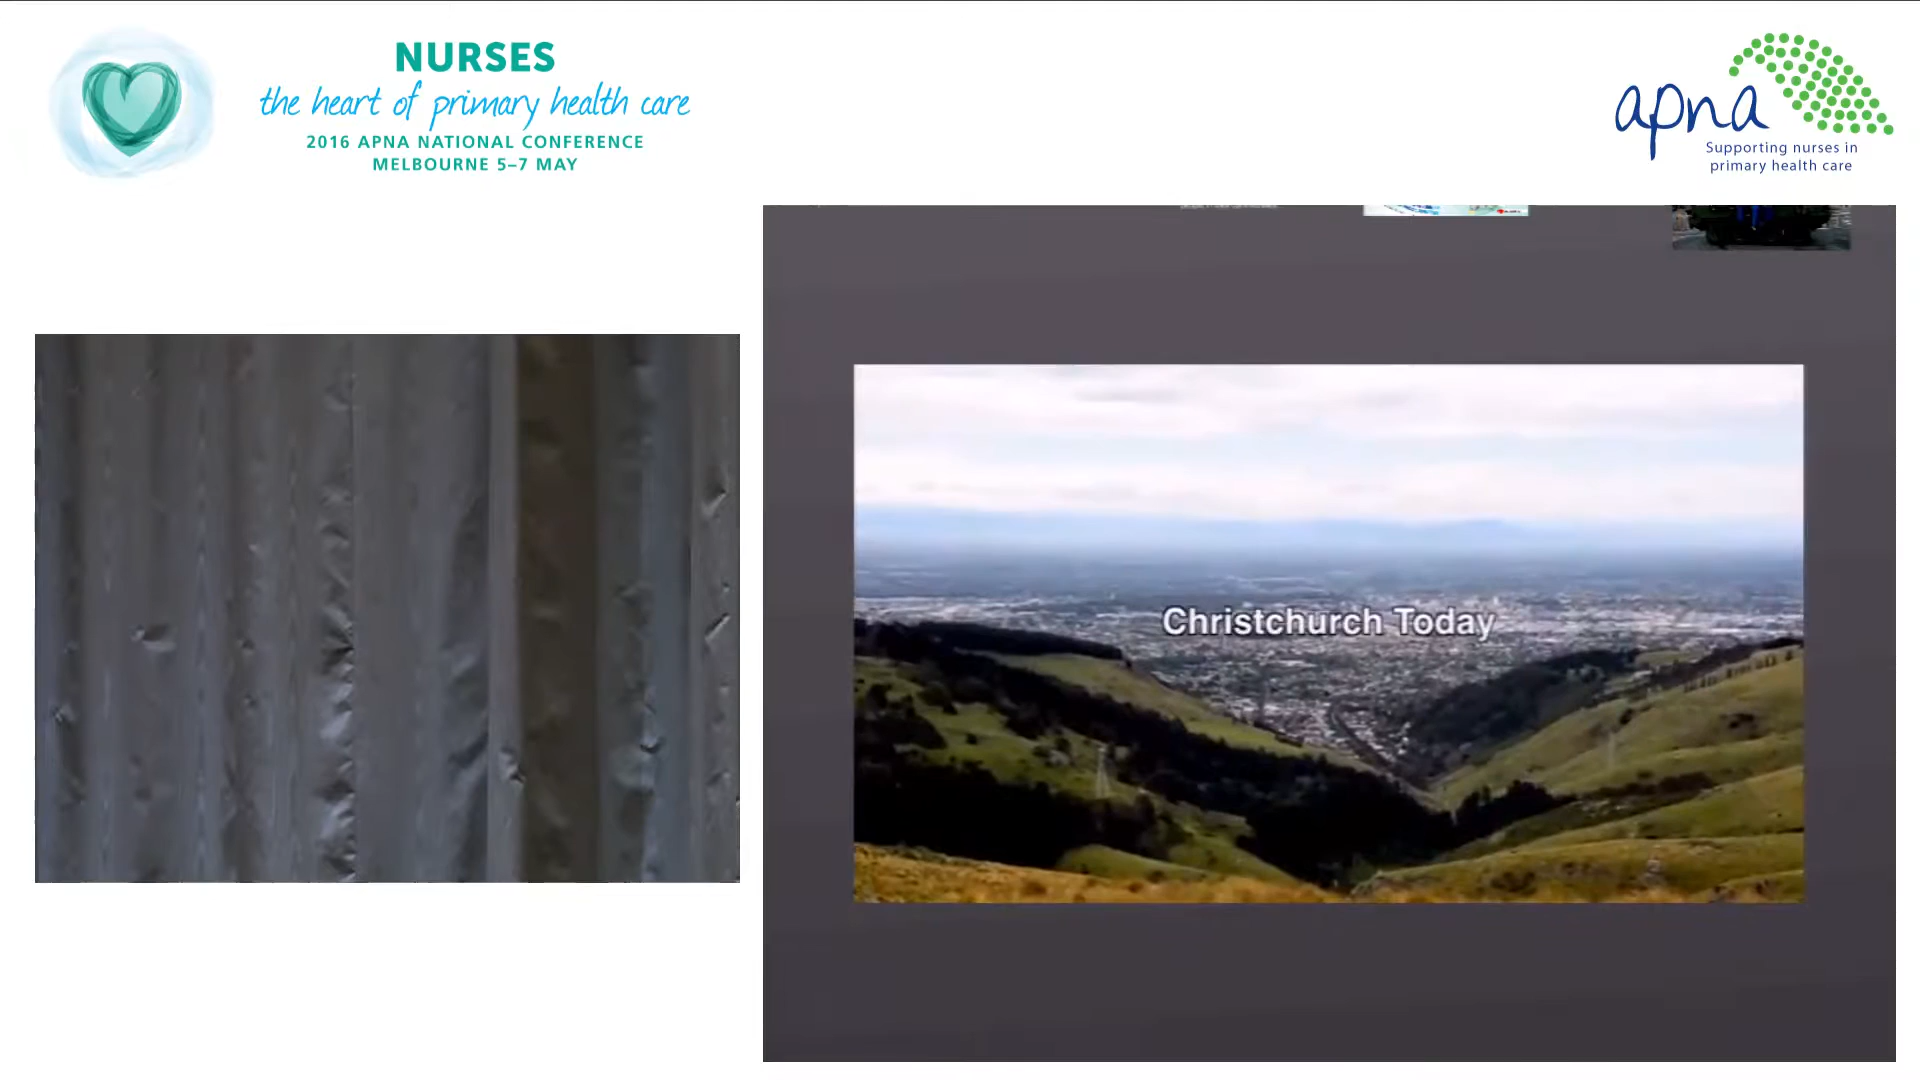 NURSES
the heart of primary health care
2016 APNA NATIONAL CONFERENCE
MELBOURNE 5–7 MAY
apna
Supporting nurses in
primary health care
Christchurch Today